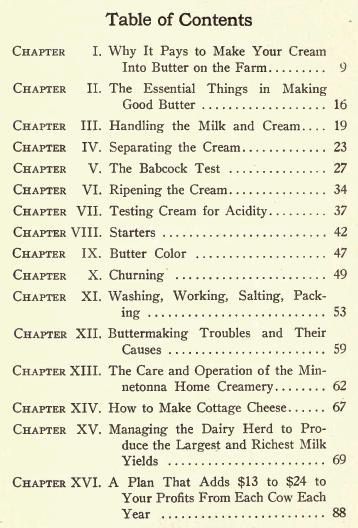 Table of Contents
CHAPTER I. Why It Pays to Make Your Cream
Into Butter on the Farm......... 9
CHAPTER II. The Essential Things in Making
Good Butter .................. 16
CHAPTER III. Handling the Milk and Cream.... 19
CHAPTER IV. Separating the Cream............ 23
CHAPTER V. The Babcock Test .............. 27
CHAPTER VI. Ripening the Cream.............. 34
CHAPTER VII. Testing Cream for Acidity........ 37
CHAPTER VIII. Starters ....................... 42
CHAPTER IX. Butter Color ................... 47
CHAPTER X. Churning ...................... 49
CHAPTER XI. Washing, Working, Salting, Pack-
ing .......................... 53
CHAPTER XII. Buttermaking Troubles and Their
Causes ....................... 59
CHAPTER XIII. The Care and Operation of the Min-
netonna Home Creamery....... 62
CHAPTER XIV. How to Make Cottage Cheese...... 67
CHAPTER XV. Managing the Dairy Herd to Pro-
duce the Largest and Richest Milk
Yields ....................... 69
CHAPTER XVI. A Plan That Adds $13 to $24 to
Your Profits From Each Cow Each
Year ......................... 88